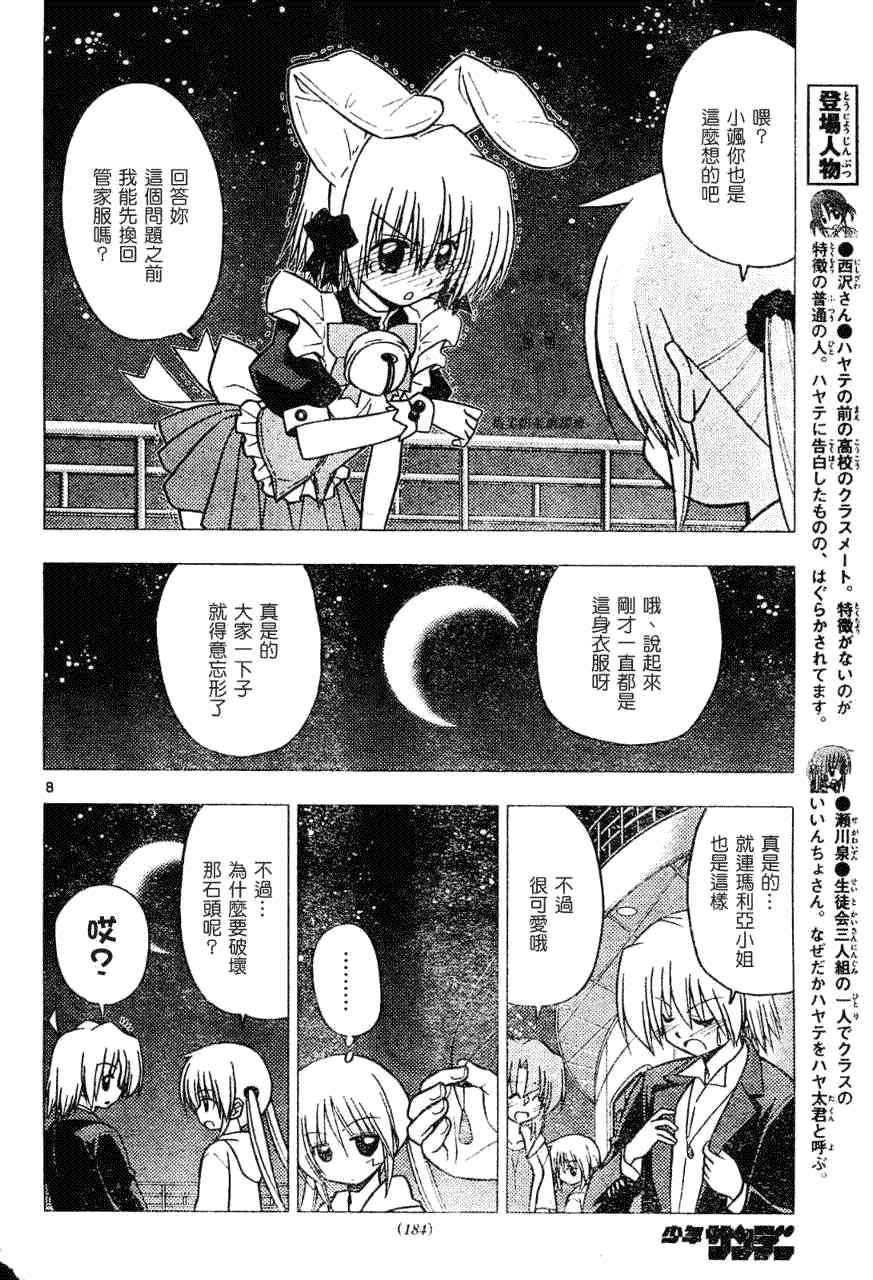 喂?
小颯你也是
這麼想的吧
回答妳
這個問題之前
我能先換回
管家服嗎?
哦、說起來
剛才一直都是
這身衣服呀
真是的
大家一下子
就得意忘形了
8
真是的…
就連瑪利亞小姐
也是這樣
不過
很可愛哦
………
不過…
為什麼要破壞
那石頭呢?
哎?
登場人物
とうじょうじんぶつ
●西沢さん●ハヤテの前の高校のクラスメート。特徴がないのが
特徴の普通の人。ハヤテに告白したものの、はぐらかされてます。
●瀬川泉●生徒会三人組の一人でクラスの
いいんちょさん。なぜだかハヤテをハヤ太君と呼ぶ。
(184)
少年サンデー